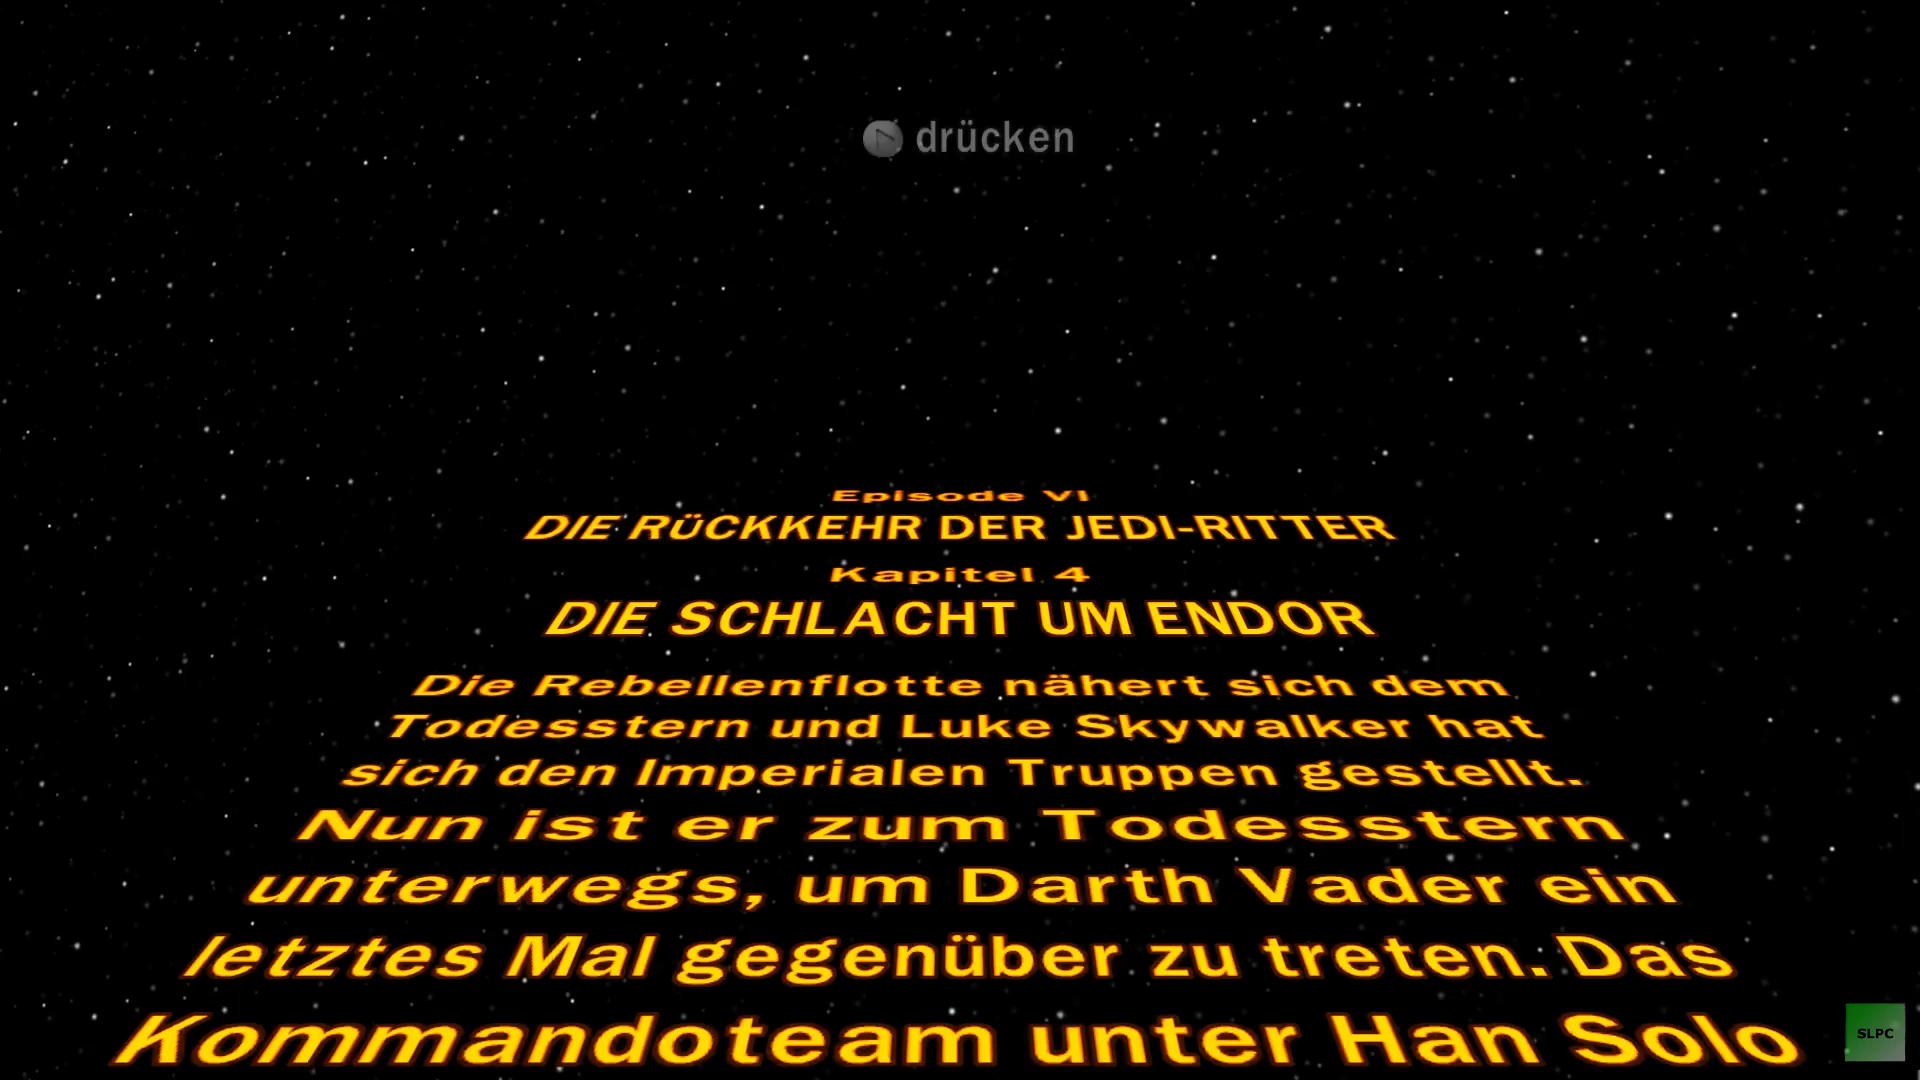 drücken
Episode VI
DIE RüCKKEHR DER JEDI-RITTER
Kapitel 4
DIE SCHLACHT UM ENDOR
Die Rebellenflotte nähert sich dem
Todesstern und Luke Skywalker hat
sich den Imperialen Truppen gestellt.
Nun ist er zum Todesstern
unterwegs, um Darth Vader ein
letztes Mal gegenüber zu treten. Das
Kommandoteam unter Han Solo
SLPC